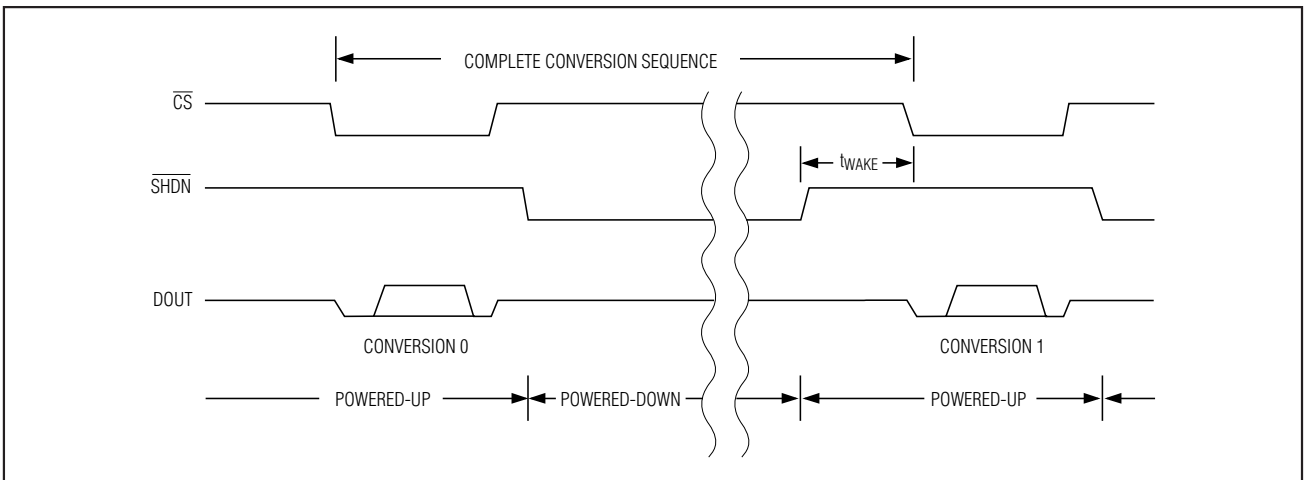 COMPLETE CONVERSION SEQUENCE
CS
tWAKE
SHDN
DOUT
CONVERSION 0
CONVERSION 1
POWERED-UP
POWERED-DOWN
POWERED-UP